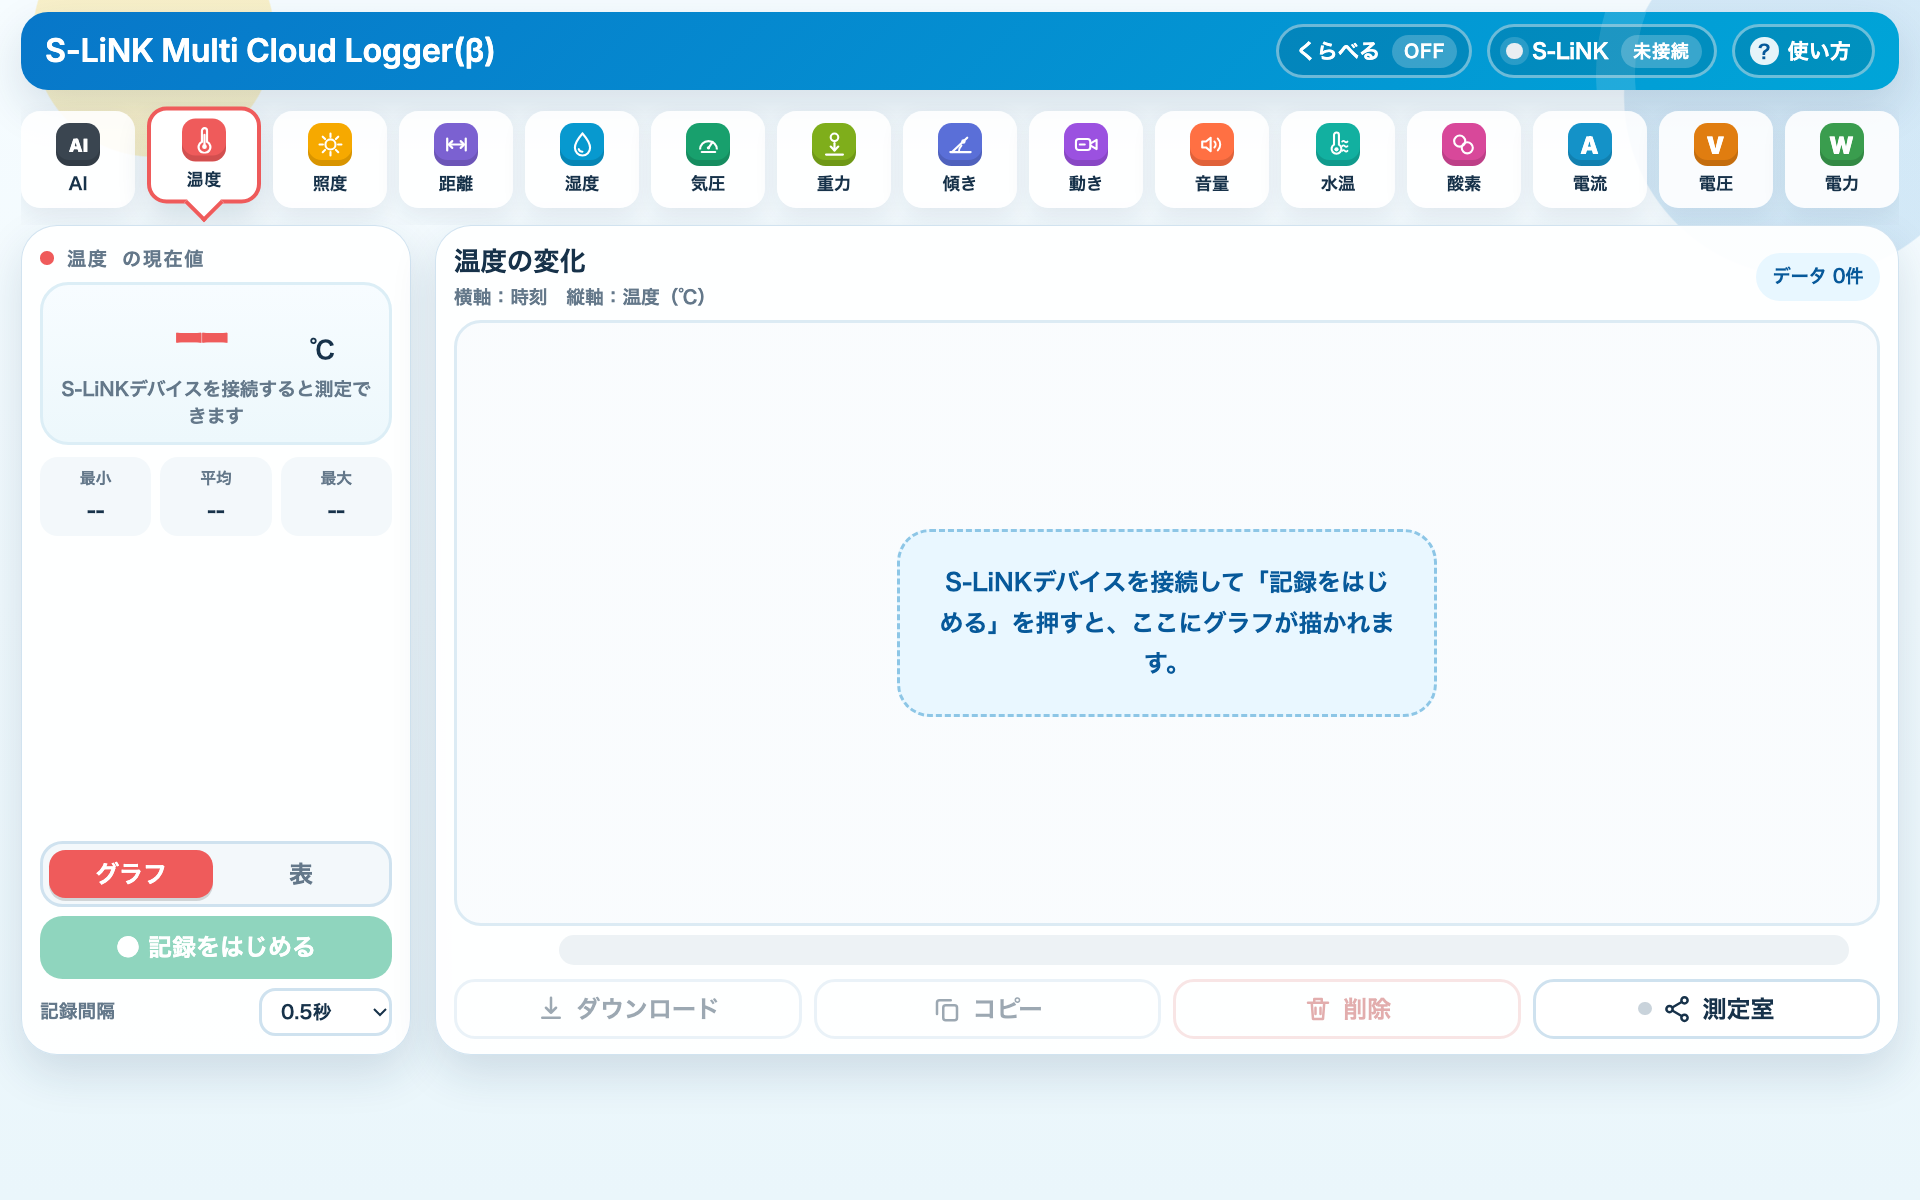 S-LiNK Multi Cloud Logger(β)
くらべる OFF
S-LiNK 未接続
? 使い方
AI
AI
温度
照度
距離
湿度
気圧
重力
傾き
動き
音量
水温
酸素
A
電流
V
電圧
W
電力
温度 の現在値
--
℃
S-LiNKデバイスを接続すると測定で
きます
最小
--
平均
--
最大
--
グラフ
表
記録をはじめる
記録間隔
0.5秒
温度の変化
横軸：時刻 縦軸：温度（℃）
データ 0件
S-LiNKデバイスを接続して「記録をはじ
める」を押すと、ここにグラフが描かれま
す。
ダウンロード
コピー
削除
測定室